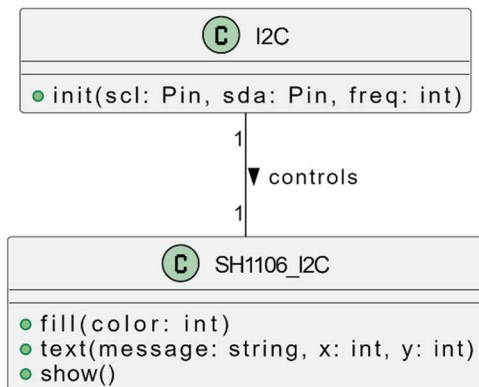 C I2C
init(scl: Pin, sda: Pin, freq: int)
1
controls
1
C SH1106_I2C
fill(color: int)
text(message: string, x: int, y: int)
show()